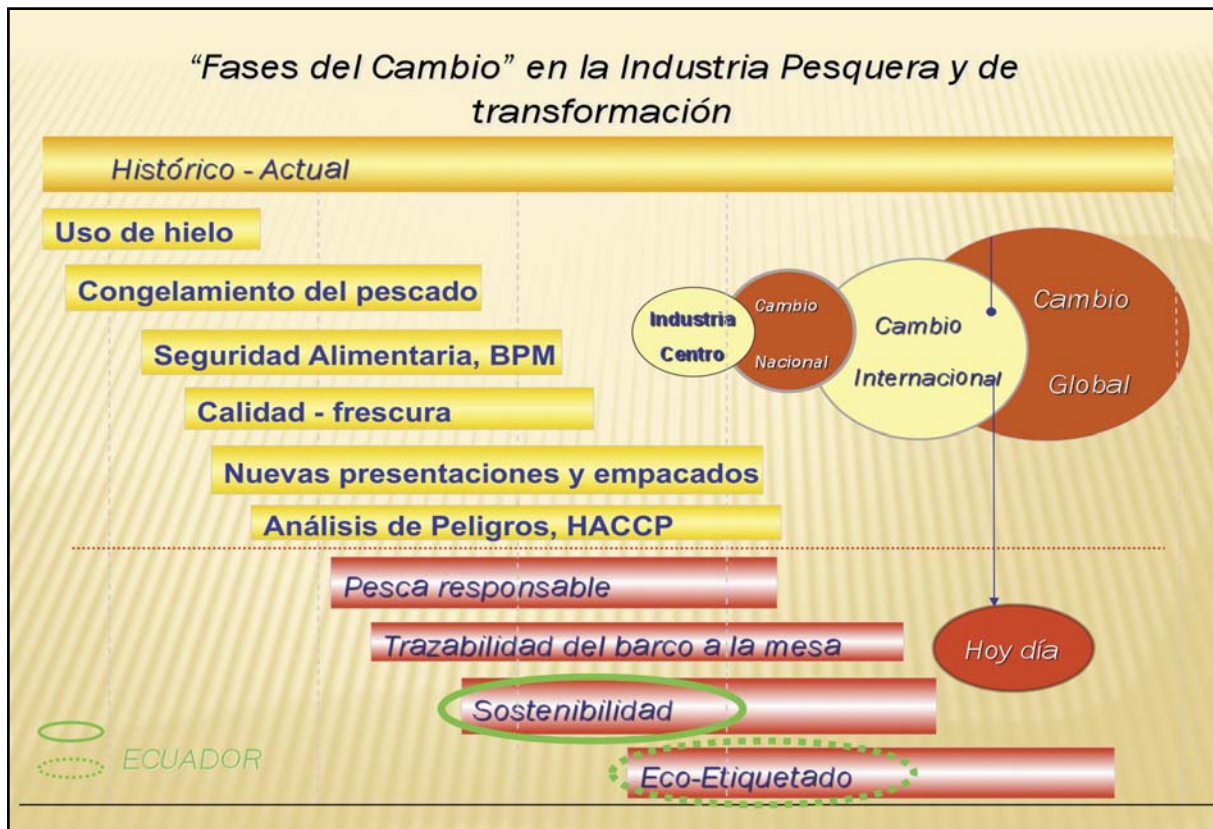 “Fases del Cambio” en la Industria Pesquera y de
transformación
Histórico - Actual
Uso de hielo
Congelamiento del pescado
Seguridad Alimentaria, BPM
Calidad - frescura
Nuevas presentaciones y empacados
Análisis de Peligros, HACCP
Industria
Centro
Cambio
Nacional
Cambio
Internacional
Cambio
Global
Pesca responsable
Trazabilidad del barco a la mesa
Hoy día
Sostenibilidad
Eco-Etiquetado
ECUADOR